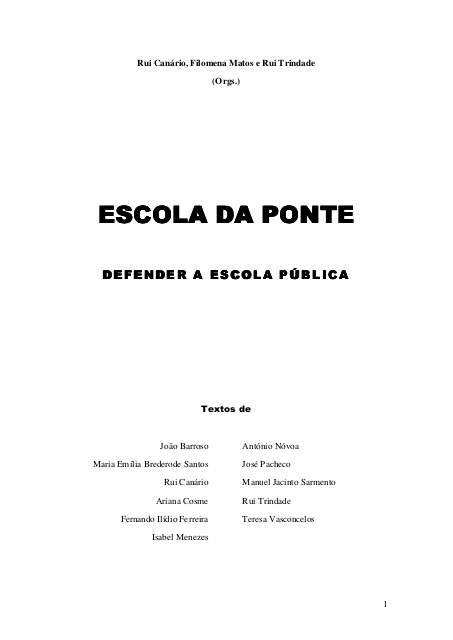 Rui Canário, Filomena Matos e Rui Trindade
(Orgs.)
ESCOLA DA PONTE
DEFENDER A ESCOLA PÚBLICA
Textos de
João Barroso
Maria Emília Brederode Santos
Rui Canário
Ariana Cosme
Fernando Ilídio Ferreira
Isabel Menezes
António Nóvoa
José Pacheco
Manuel Jacinto Sarmento
Rui Trindade
Teresa Vasconcelos
1